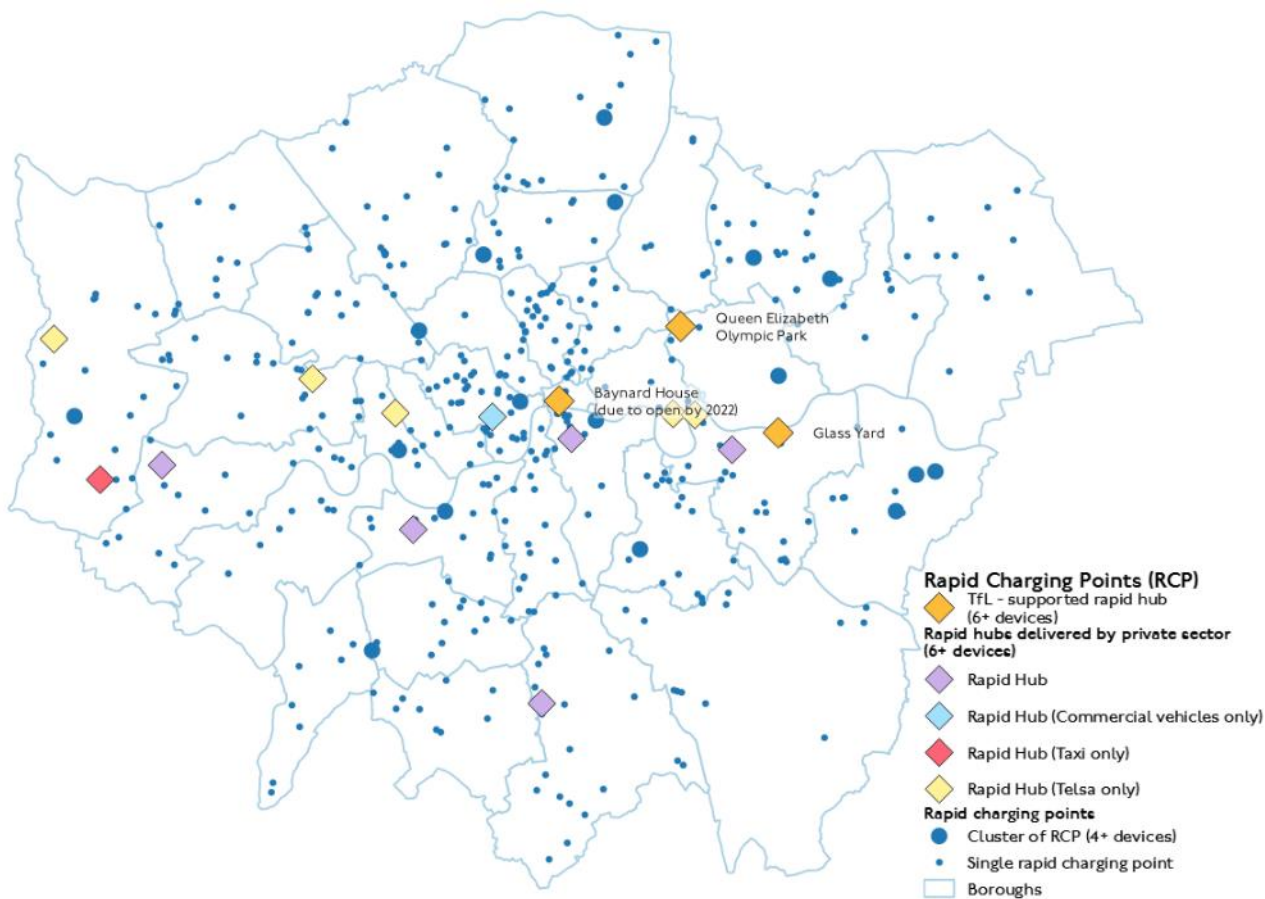 Queen Elizabeth
Olympic Park
Baynard House
(due to open by 2022)
Glass Yard
Rapid Charging Points (RCP)
TfL - supported rapid hub
(6+ devices)
Rapid hubs delivered by private sector
(6+ devices)
Rapid Hub
Rapid Hub (Commercial vehicles only)
Rapid Hub (Taxi only)
Rapid Hub (Telsa only)
Rapid charging points
Cluster of RCP (4+ devices)
Single rapid charging point
Boroughs